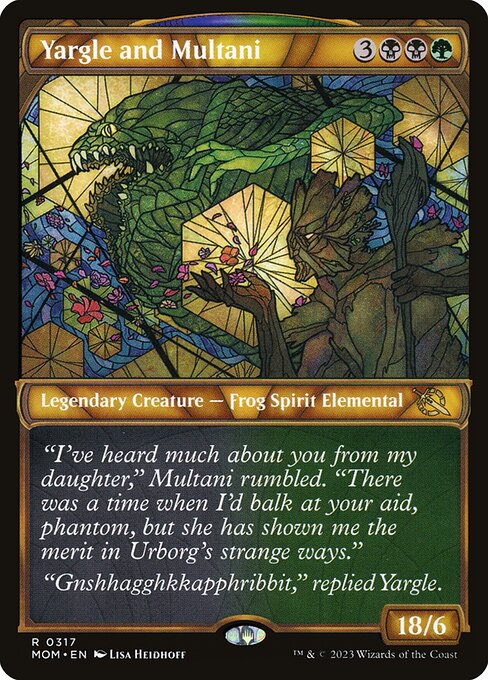 Yargle and Multani 3
Legendary Creature — Frog Spirit Elemental
“I’ve heard much about you from my
daughter,” Multani rumbled. “There
was a time when I’d balk at your aid,
phantom, but she has shown me the
merit in Urborg’s strange ways.”
“Gnshhagghkkapphribbit,” replied Yargle.
18/6
R 0317
MOM • EN Lisa Heidhoff
™ & © 2023 Wizards of the Coast